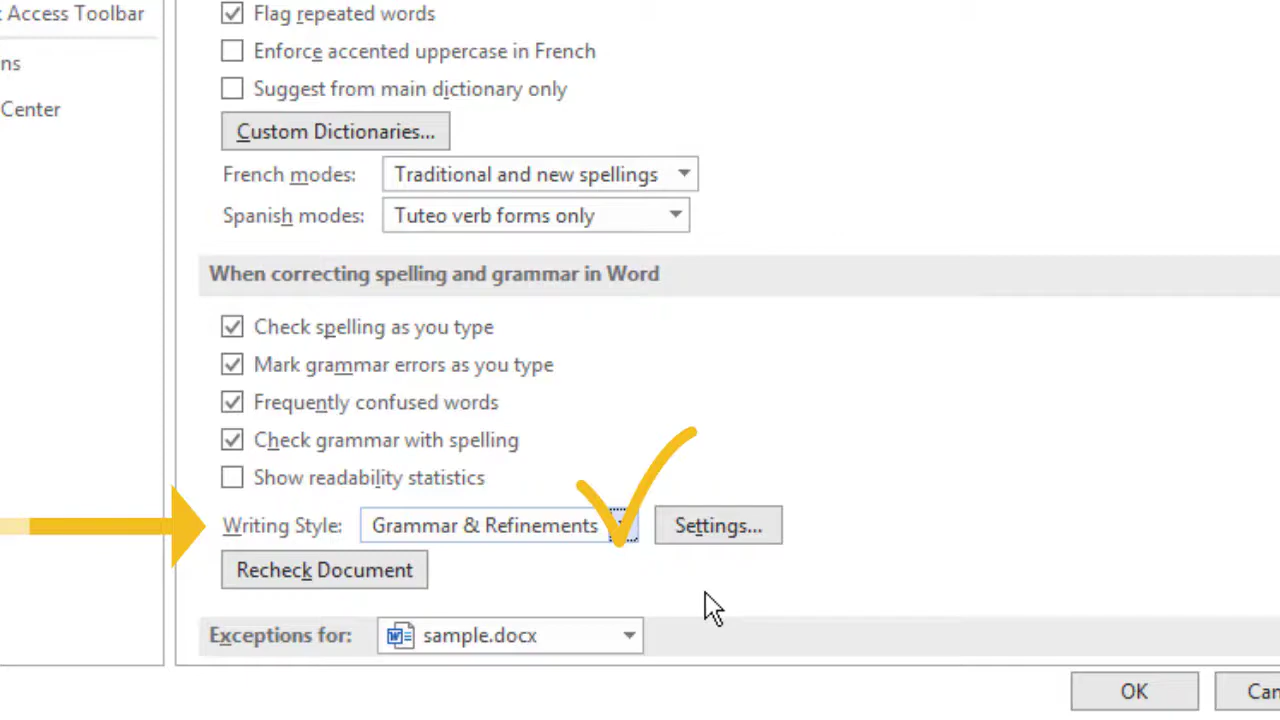 Access Toolbar
ns
Center
Flag repeated words
Enforce accented uppercase in French
Suggest from main dictionary only
Custom Dictionaries...
French modes: Traditional and new spellings
Spanish modes: Tuteo verb forms only
When correcting spelling and grammar in Word
Check spelling as you type
Mark grammar errors as you type
Frequently confused words
Check grammar with spelling
Show readability statistics
Writing Style: Grammar & Refinements Settings...
Recheck Document
Exceptions for: sample.docx
OK Can